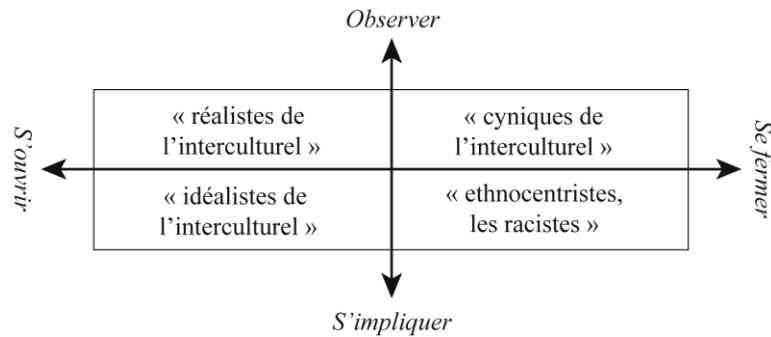 Observer
« réalistes de
l’interculturel »
« cyniques de
l’interculturel »
S’ouvrir
Se fermer
« idéalistes de
l’interculturel »
« ethnocentristes,
les racistes »
S’impliquer